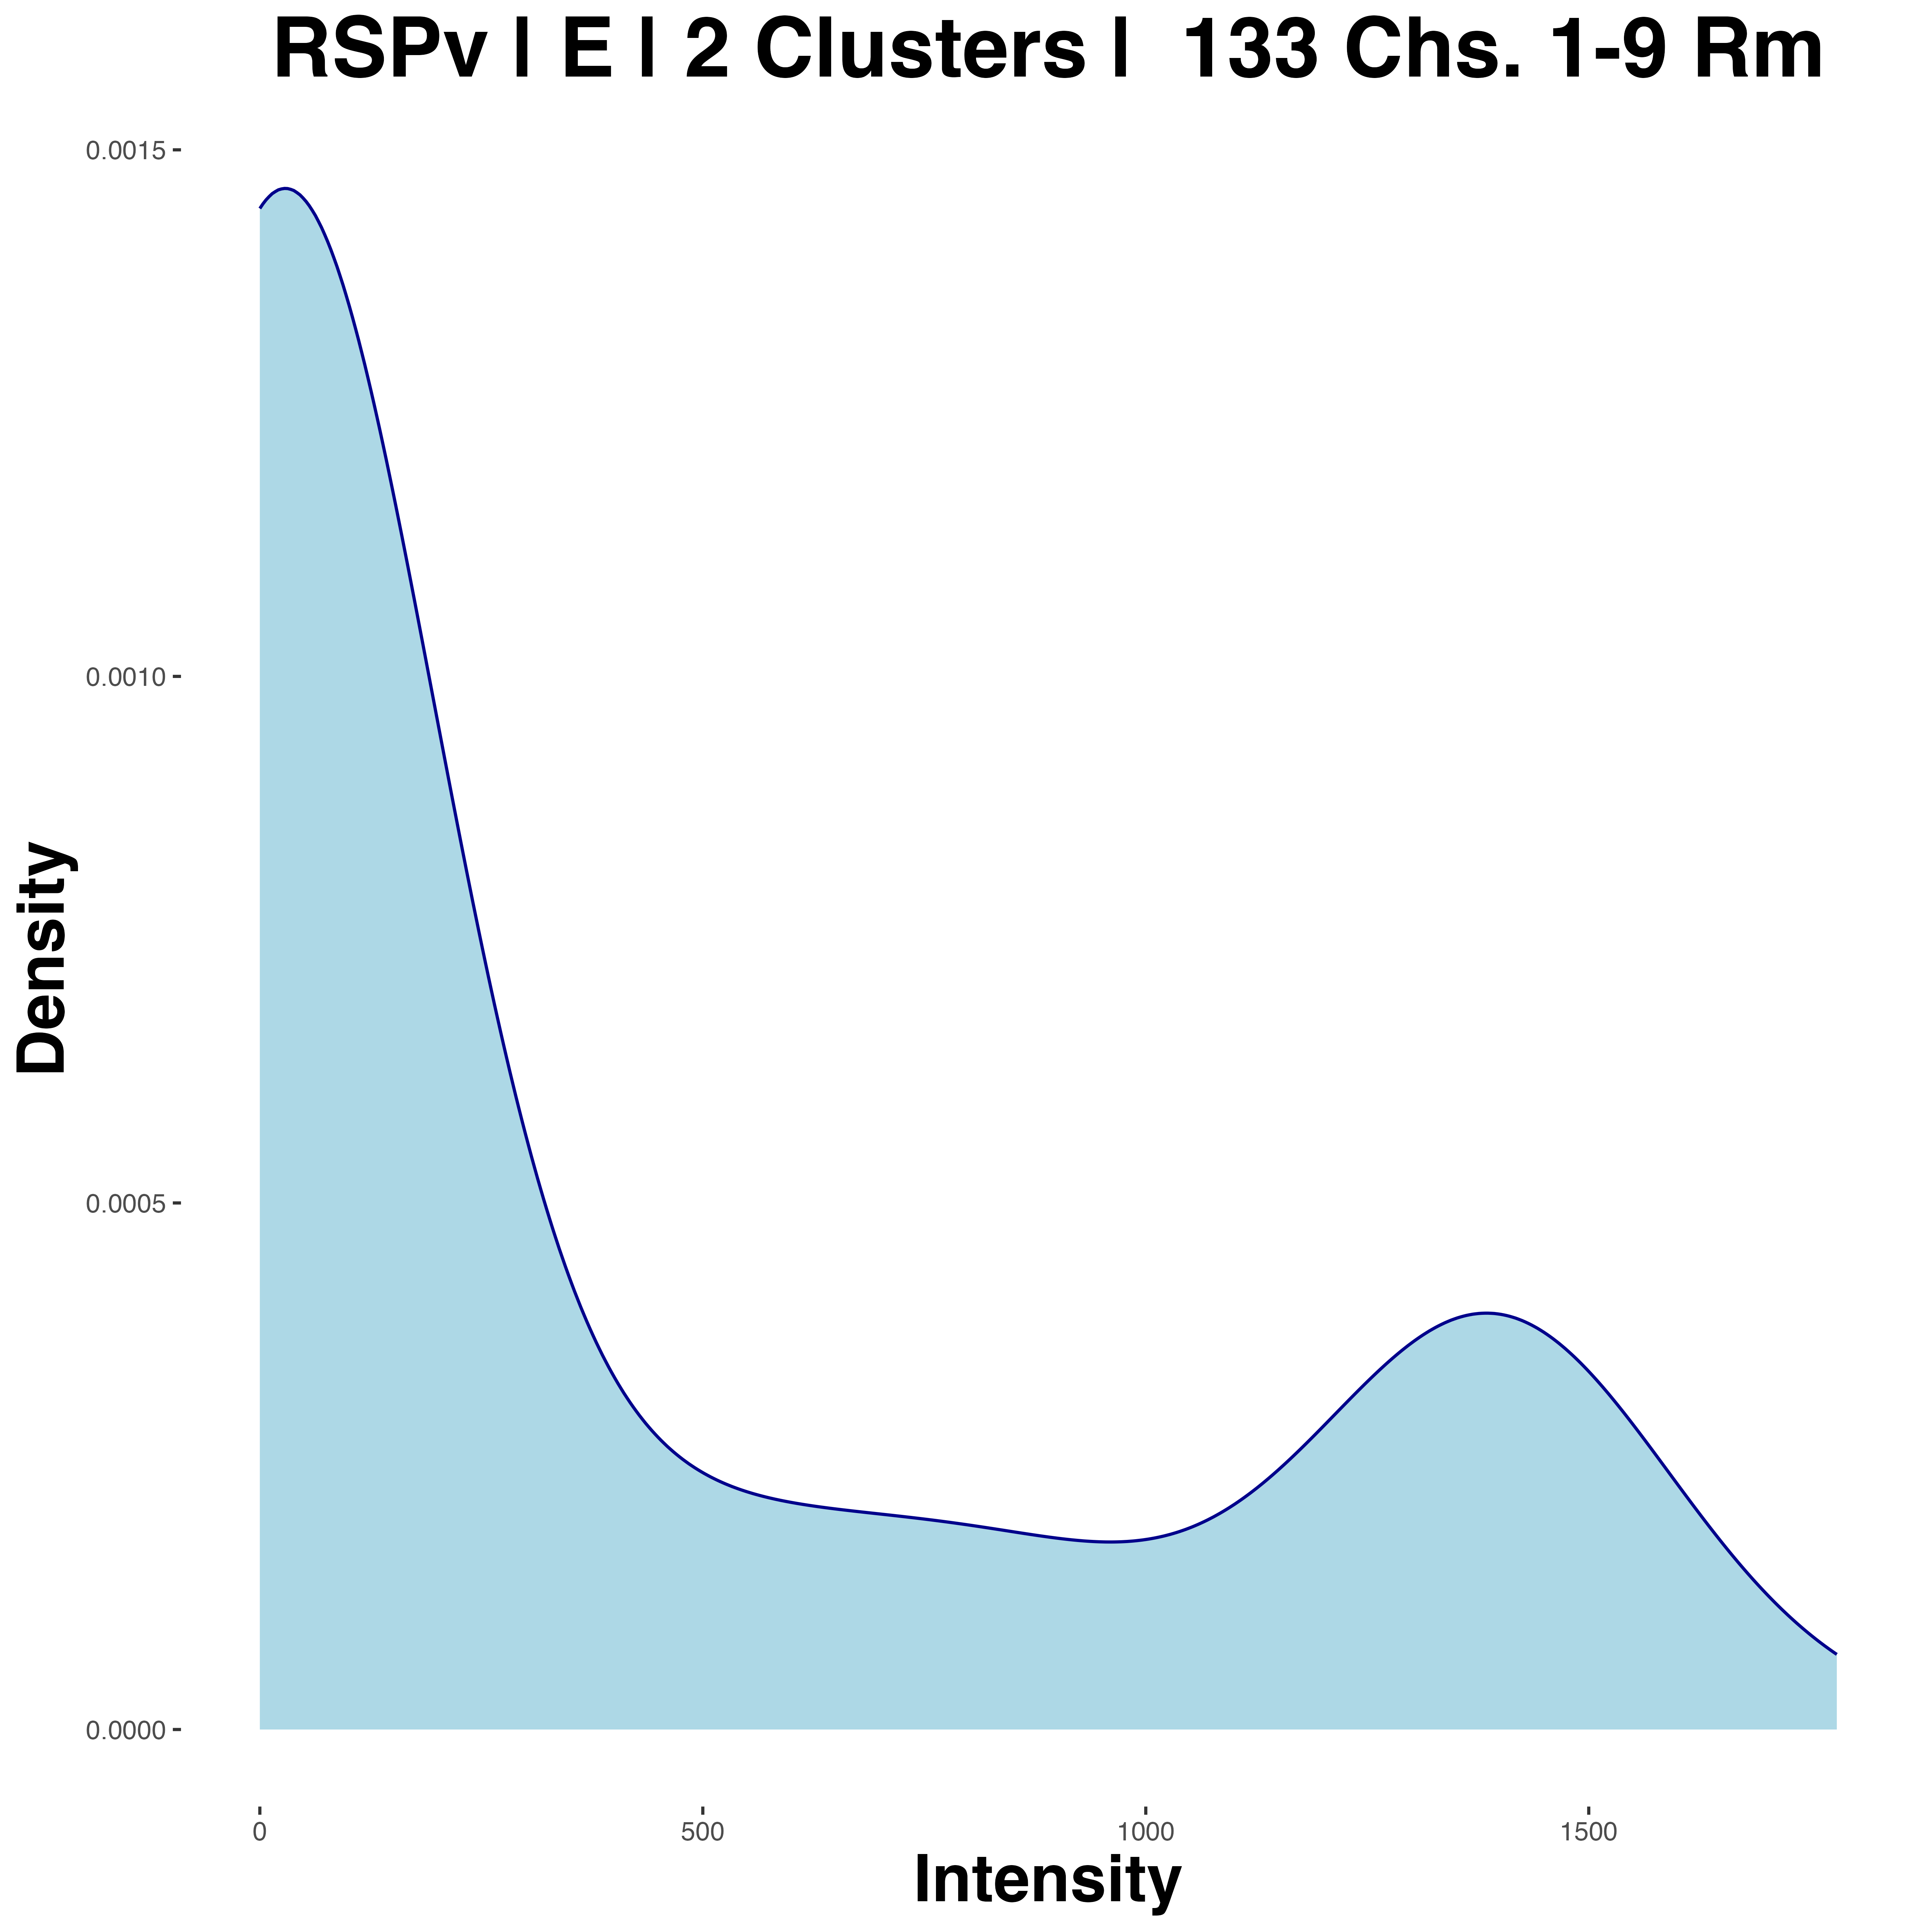 RSPv | E | 2 Clusters | 133 Chs. 1-9 Rm
0.0015
0.0010
0.0005
0.0000
Density
0 500 1000 1500
Intensity